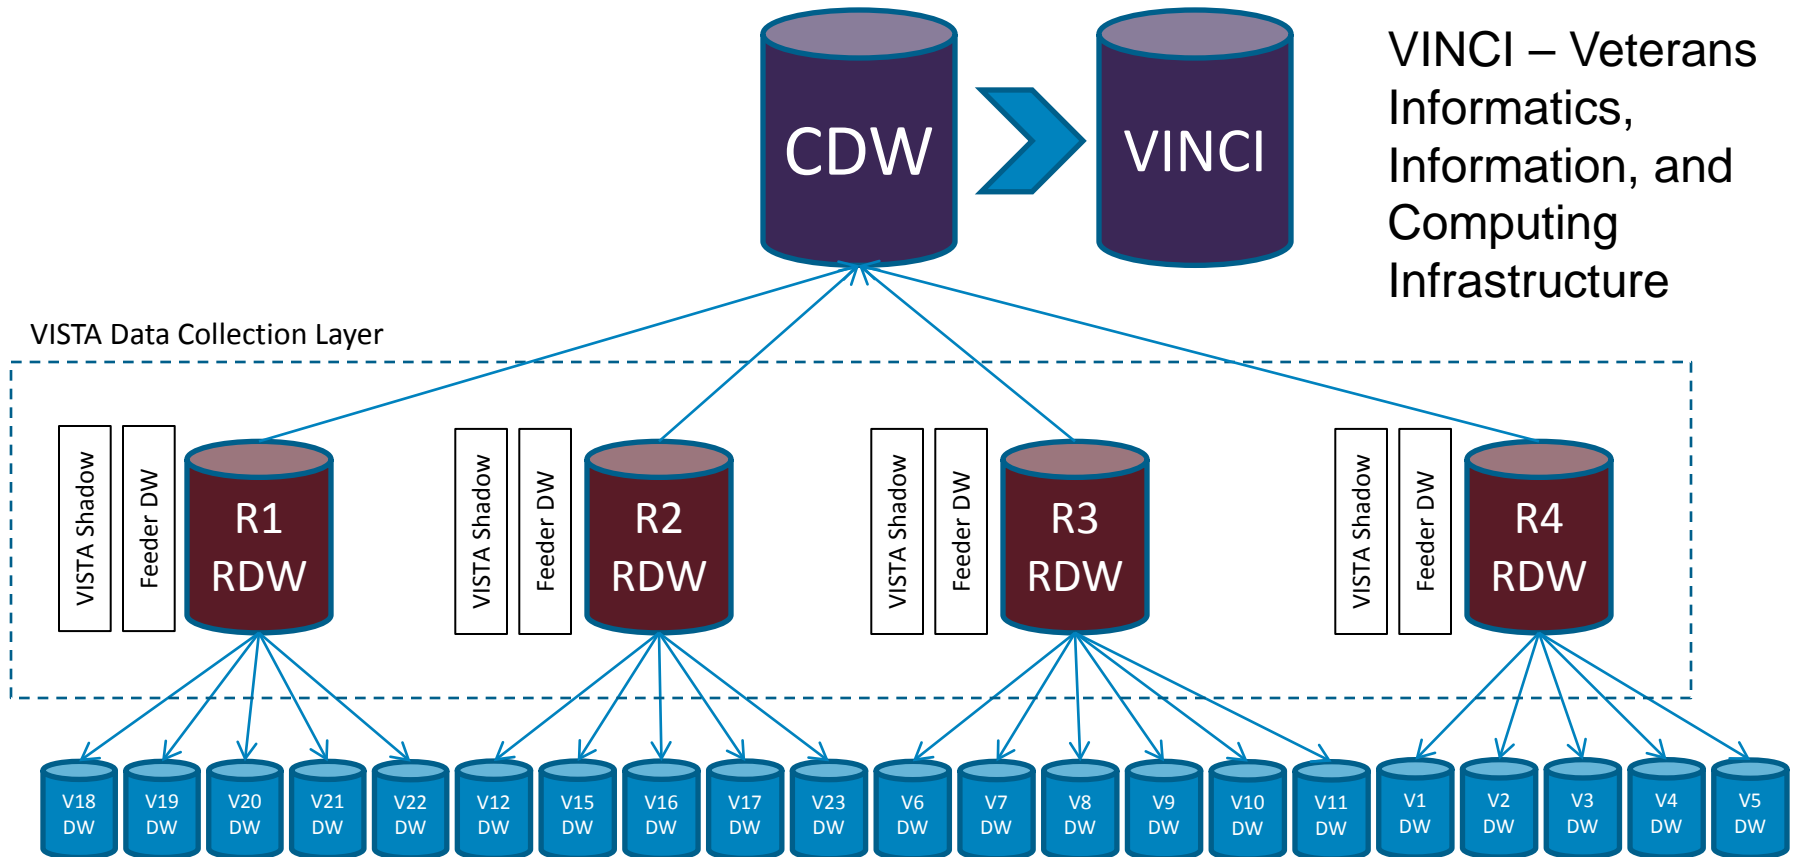 CDW
VINCI
VINCI – Veterans
Informatics,
Information, and
Computing
Infrastructure
VISTA Data Collection Layer
VISTA Shadow
Feeder DW
R1
RDW
VISTA Shadow
Feeder DW
R2
RDW
VISTA Shadow
Feeder DW
R3
RDW
VISTA Shadow
Feeder DW
R4
RDW
V18
DW
V19
DW
V20
DW
V21
DW
V22
DW
V12
DW
V15
DW
V16
DW
V17
DW
V23
DW
V6
DW
V7
DW
V8
DW
V9
DW
V10
DW
V11
DW
V1
DW
V2
DW
V3
DW
V4
DW
V5
DW